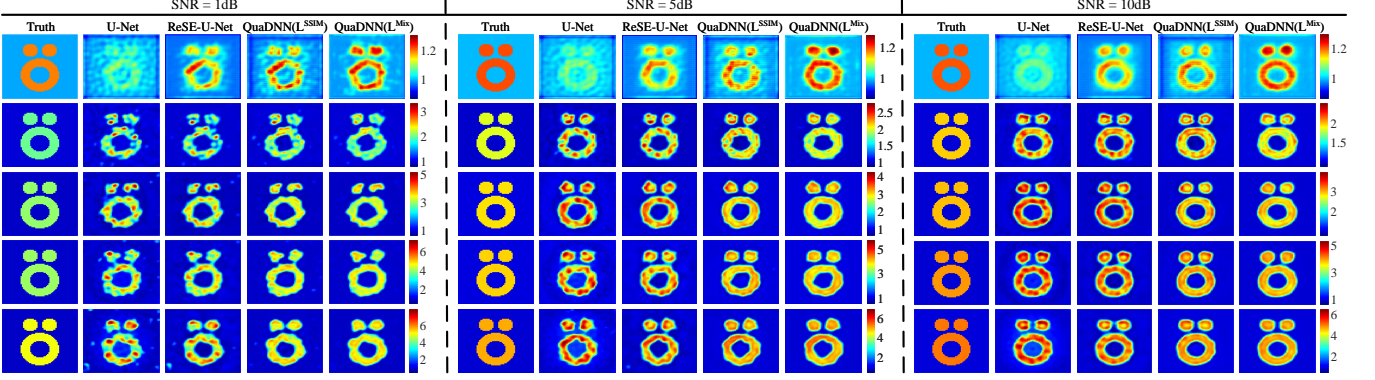 SNR = 1dB SNR = 5dB SNR = 10dB
Truth U-Net ReSE-U-Net QuaDNN(L^SSIM) QuaDNN(L^Mix) Truth U-Net ReSE-U-Net QuaDNN(L^SSIM) QuaDNN(L^Mix) Truth U-Net ReSE-U-Net QuaDNN(L^SSIM) QuaDNN(L^Mix)
1.2 1.2 1.2
1 1 1
3 2.5 2
2 2 1.5
1 1.5
1
5 4 3
3 3 2
1 2
1
6 5 5
4 3 3
2 1 1
6 6 6
4 4 4
2 2 2